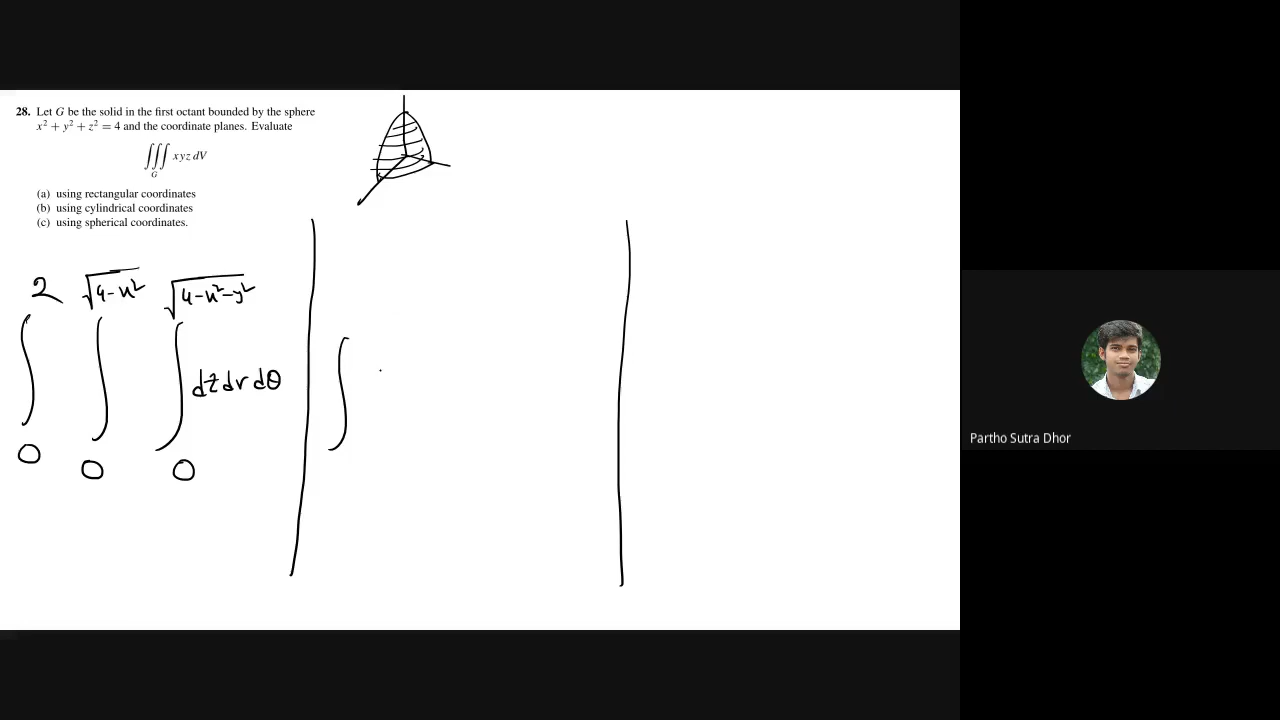 28. Let G be the solid in the first octant bounded by the sphere
x² + y² + z² = 4 and the coordinate planes. Evaluate
∭ xyz dV
G
(a) using rectangular coordinates
(b) using cylindrical coordinates
(c) using spherical coordinates.
2 √4-x² √4-x²-y²
∫ ∫ ∫ dz dr dθ ∫
0 0 0
Partho Sutra Dhor